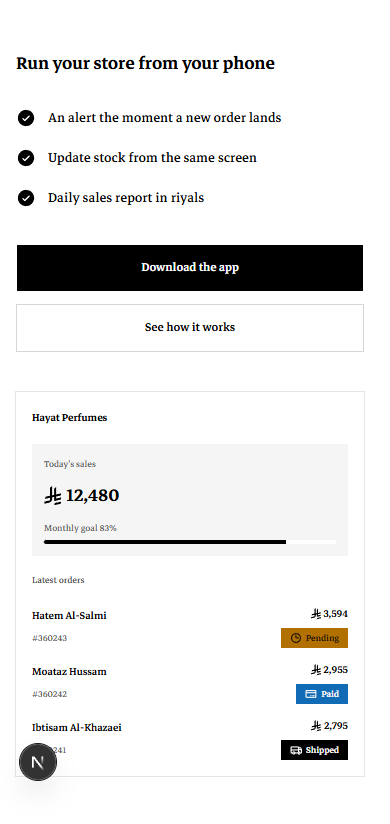 Run your store from your phone
An alert the moment a new order lands
Update stock from the same screen
Daily sales report in riyals
Download the app
See how it works
Hayat Perfumes
Today's sales
⃁ 12,480
Monthly goal 83%
Latest orders
Hatem Al-Salmi
⃁ 3,594
#360243
Pending
Moataz Hussam
⃁ 2,955
#360242
Paid
Ibtisam Al-Khazaei
⃁ 2,795
241
Shipped
N